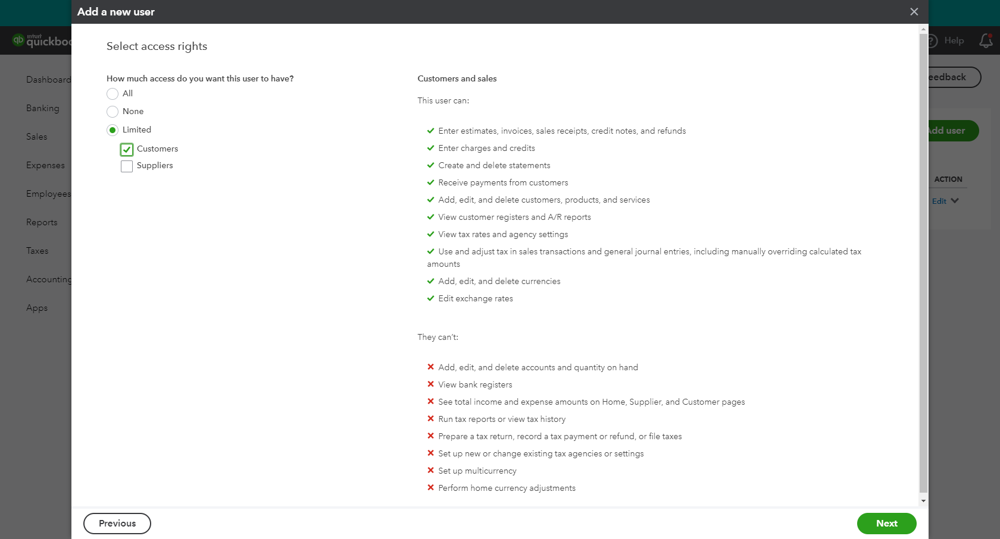 Add a new user
intuit
quickboo
Help
Dashboard
Banking
Sales
Expenses
Employees
Reports
Taxes
Accounting
Apps
eedback
Add user
ACTION
Edit
Select access rights
How much access do you want this user to have?
All
None
Limited
Customers
Suppliers
Customers and sales
This user can:
Enter estimates, invoices, sales receipts, credit notes, and refunds
Enter charges and credits
Create and delete statements
Receive payments from customers
Add, edit, and delete customers, products, and services
View customer registers and A/R reports
View tax rates and agency settings
Use and adjust tax in sales transactions and general journal entries, including manually overriding calculated tax
amounts
Add, edit, and delete currencies
Edit exchange rates
They can't:
Add, edit, and delete accounts and quantity on hand
View bank registers
See total income and expense amounts on Home, Supplier, and Customer pages
Run tax reports or view tax history
Prepare a tax return, record a tax payment or refund, or file taxes
Set up new or change existing tax agencies or settings
Set up multicurrency
Perform home currency adjustments
Previous
Next